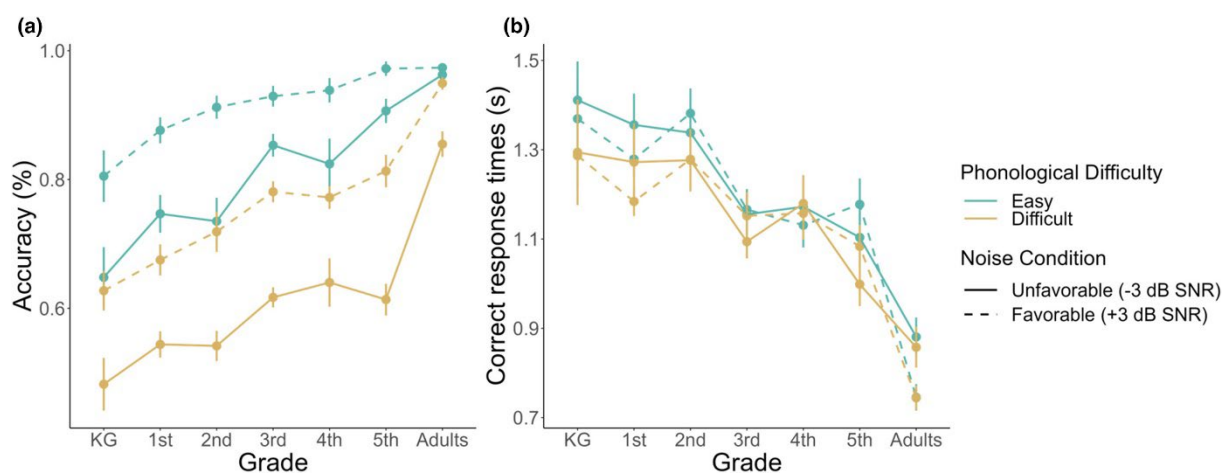 (a)
1.0
0.8
0.6
Accuracy (%)
KG 1st 2nd 3rd 4th 5th Adults
Grade
(b)
1.5
1.3
1.1
0.9
0.7
Correct response times (s)
KG 1st 2nd 3rd 4th 5th Adults
Grade
Phonological Difficulty
Easy
Difficult
Noise Condition
Unfavorable (-3 dB SNR)
Favorable (+3 dB SNR)